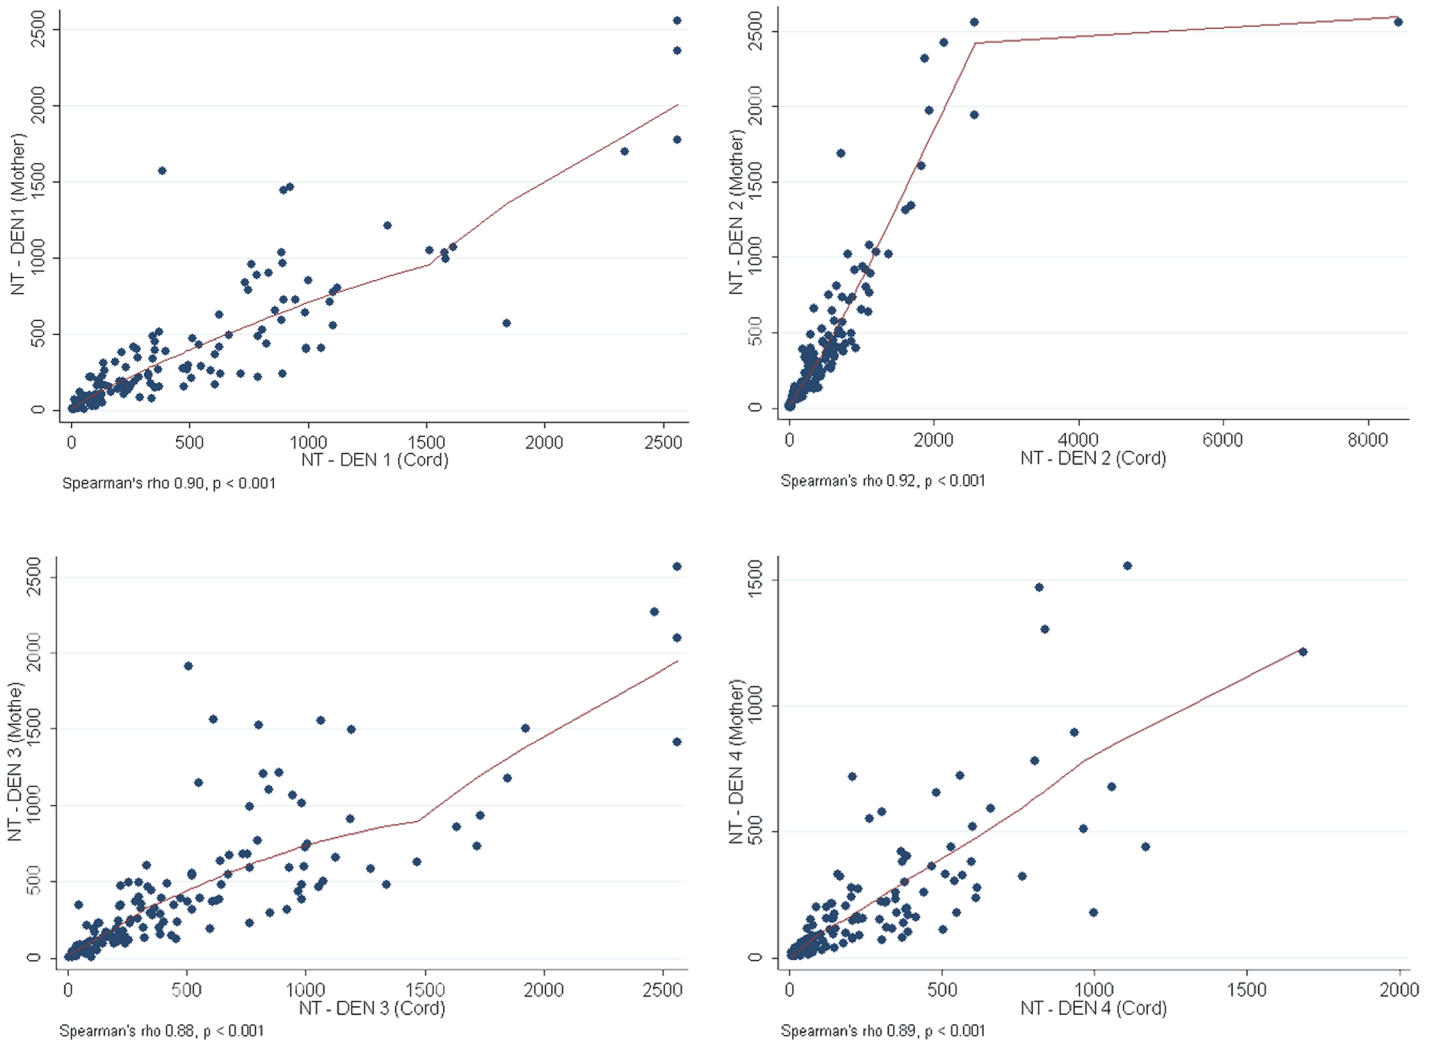 NT - DEN1 (Mother)
2500
2000
1500
1000
500
0
0 500 1000 1500 2000 2500
NT - DEN 1 (Cord)
Spearman's rho 0.90, p < 0.001
NT - DEN 2 (Mother)
2500
2000
1500
1000
500
0
0 2000 4000 6000 8000
NT - DEN 2 (Cord)
Spearman's rho 0.92, p < 0.001
NT - DEN 3 (Mothe)
2500
2000
1500
1000
500
0
0 500 1000 1500 2000 2500
NT - DEN 3 (Cord)
Spearman's rho 0.88, p < 0.001
NT - DEN 4 (Mother)
1500
1000
500
0
0 500 1000 1500 2000
NT - DEN 4 (Cord)
Spearman's rho 0.89, p < 0.001